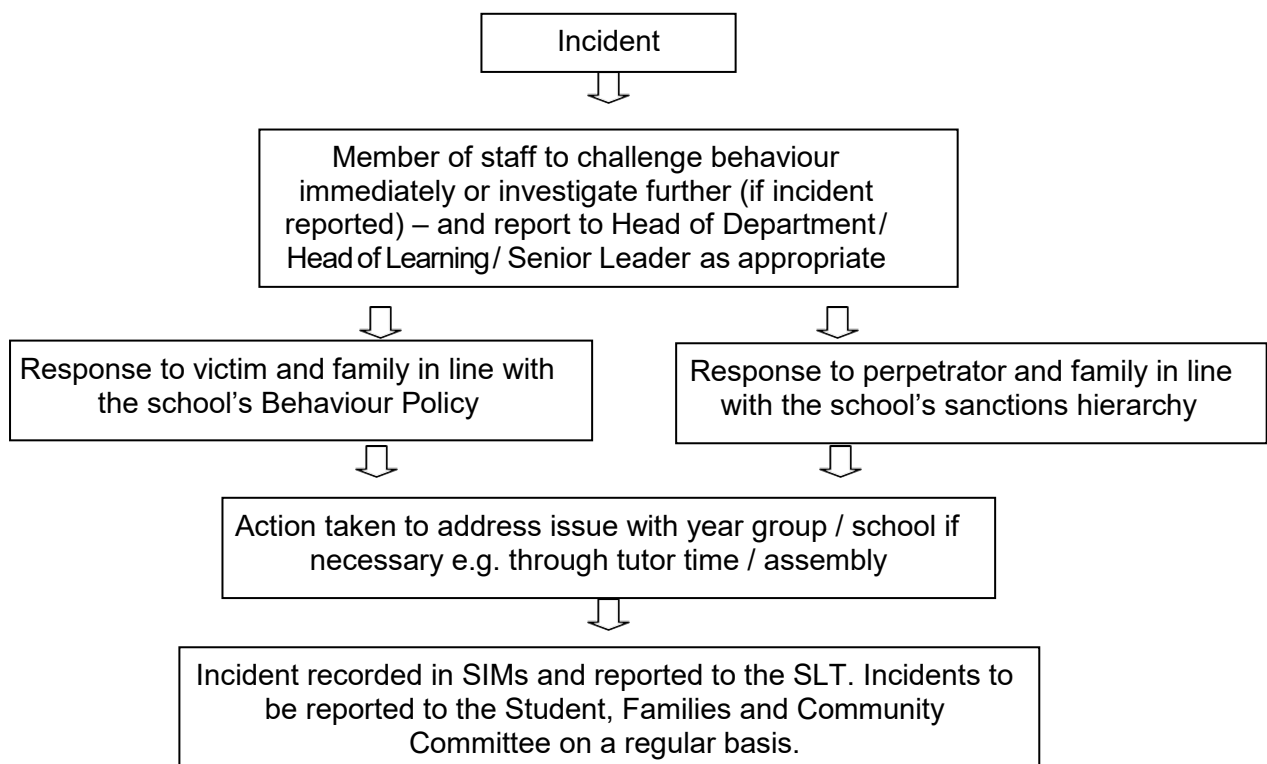 Incident
Member of staff to challenge behaviour
immediately or investigate further (if incident
reported) – and report to Head of Department/
Head of Learning/ Senior Leader as appropriate
Response to victim and family in line with
the school’s Behaviour Policy
Response to perpetrator and family in line
with the school’s sanctions hierarchy
Action taken to address issue with year group / school if
necessary e.g. through tutor time / assembly
Incident recorded in SIMs and reported to the SLT. Incidents to
be reported to the Student, Families and Community
Committee on a regular basis.